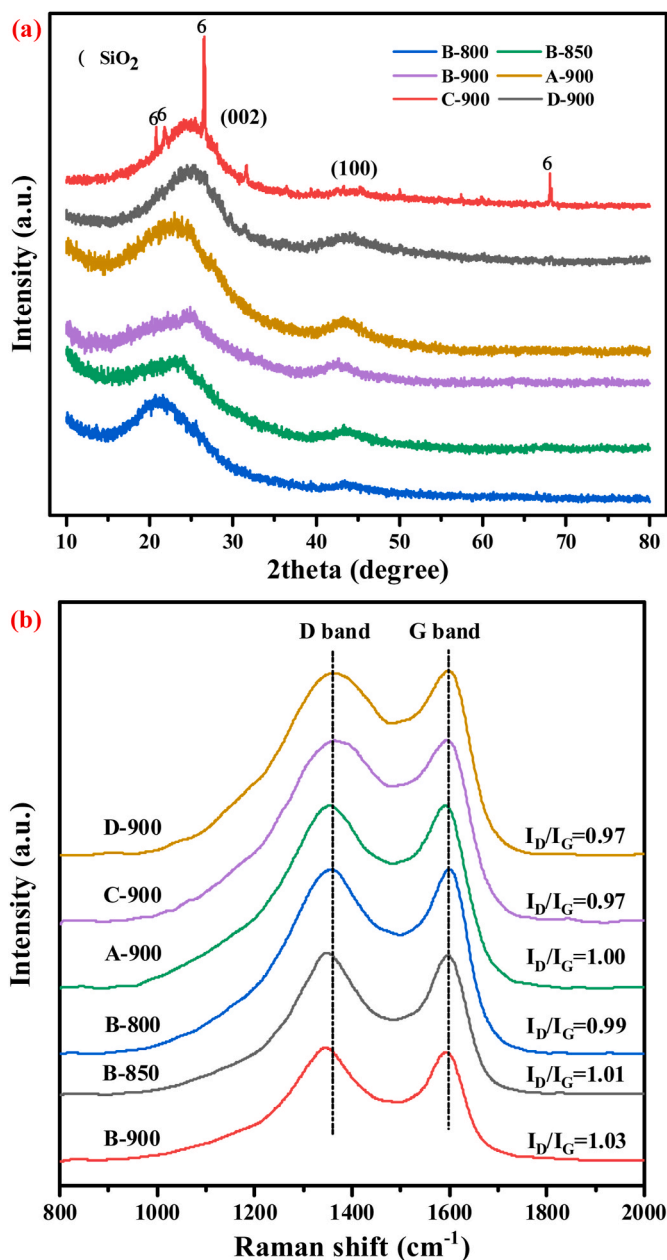 (a)
( SiO₂
6
B-800
B-850
B-900
A-900
C-900
D-900
66
(002)
(100)
6
Intensity (a.u.)
10 20 30 40 50 60 70 80
2theta (degree)
(b)
D band
G band
D-900
I_D/I_G=0.97
C-900
I_D/I_G=0.97
A-900
I_D/I_G=1.00
B-800
I_D/I_G=0.99
B-850
I_D/I_G=1.01
B-900
I_D/I_G=1.03
Intensity (a.u.)
800 1000 1200 1400 1600 1800 2000
Raman shift (cm⁻¹)